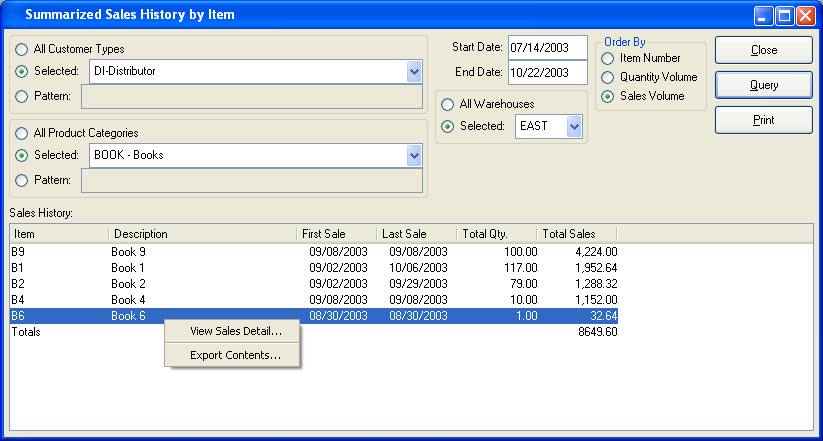 Summarized Sales History by Item
All Customer Types
Selected: DI-Distributor
Pattern:
All Product Categories
Selected: BOOK - Books
Pattern:
Start Date: 07/14/2003
End Date: 10/22/2003
All Warehouses
Selected: EAST
Order By
Item Number
Quantity Volume
Sales Volume
Close
Query
Print
Sales History:
Item Description First Sale Last Sale Total Qty. Total Sales
B9 Book 9 09/08/2003 09/08/2003 100.00 4,224.00
B1 Book 1 09/02/2003 10/06/2003 117.00 1,952.64
B2 Book 2 09/02/2003 09/29/2003 79.00 1,288.32
B4 Book 4 09/08/2003 09/08/2003 10.00 1,152.00
B6 Book 6 08/30/2003 08/30/2003 1.00 32.64
Totals 8649.60
View Sales Detail...
Export Contents...